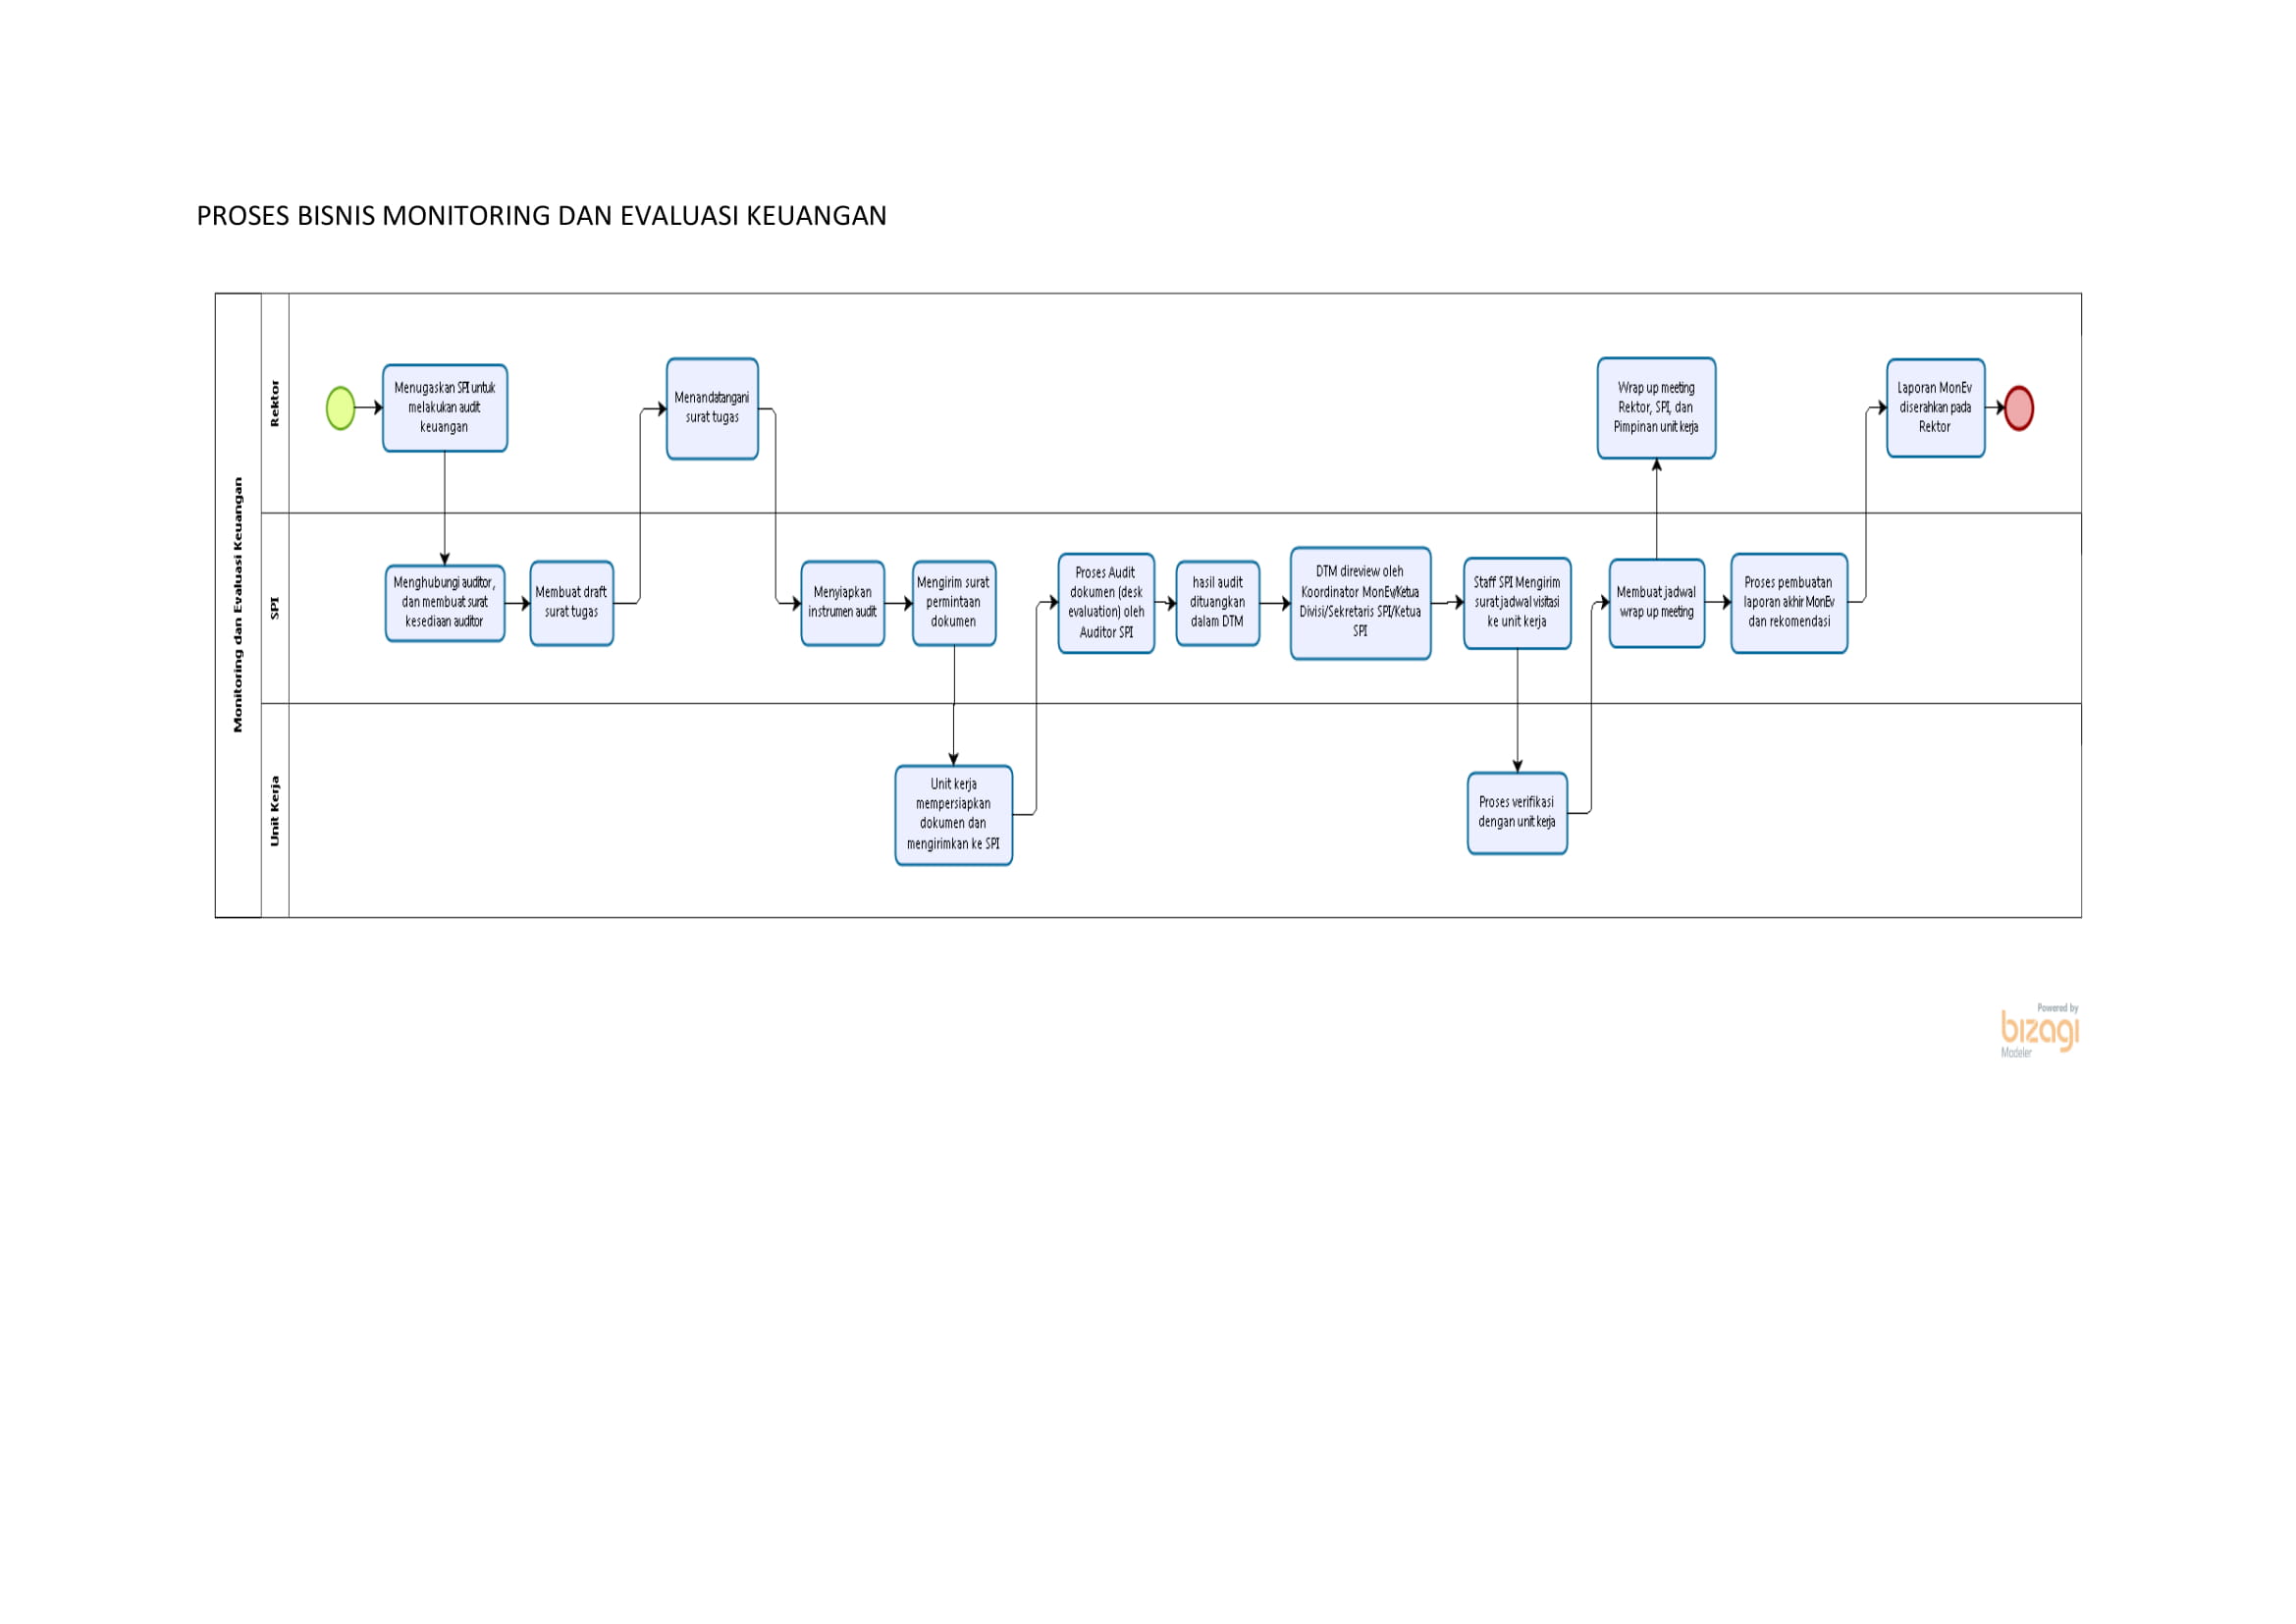 PROSES BISNIS MONITORING DAN EVALUASI KEUANGAN
Monitoring dan Evaluasi Keuangan
Rektor
Menugaskan SPI untuk
melakukan audit
keuangan
Menandatangani
surat tugas
Wrap up meeting
Rektor, SPI, dan
Pimpinan unit kerja
Laporan MonEv
diserahkan pada
Rektor
SPI
Menghubungi auditor,
dan membuat surat
kesediaan auditor
Membuat draft
surat tugas
Menyiapkan
instrumen audit
Mengirim surat
permintaan
dokumen
Proses Audit
dokumen (desk
evaluation) oleh
Auditor SPI
hasil audit
dituangkan
dalam DTM
DTM direview oleh
Koordinator MonEv/Ketua
Divisi/Sekretaris SPI/Ketua
SPI
Staff SPI Mengirim
surat jadwal visitasi
ke unit kerja
Membuat jadwal
wrap up meeting
Proses pembuatan
laporan akhir MonEv
dan rekomendasi
Unit Kerja
Unit kerja
mempersiapkan
dokumen dan
mengirimkan ke SPI
Proses verifikasi
dengan unit kerja
Powered by
bizagi
Modeler